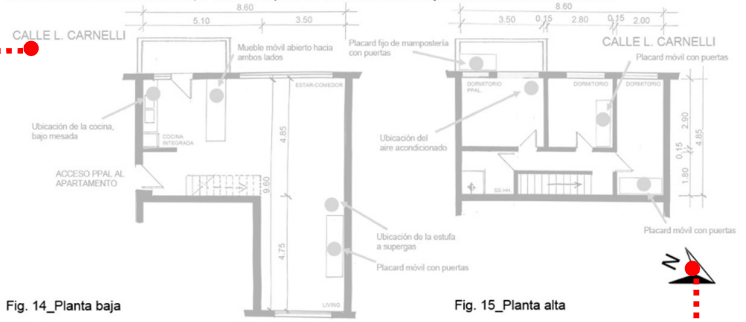 8.60
5.10
3.50
CALLE L. CARNELLI
Mueble móvil abierto hacia
ambos lados
ESTAR-COMEDOR
Ubicación de la cocina,
bajo mesada
COCINA
INTEGRADA
4.85
9.60
ACCESO PPAL AL
APARTAMENTO
Ubicación de la estufa
a supergas
4.75
Placard móvil con puertas
LIVING
Fig. 14_Planta baja
8.60
3.50
0.15
2.80
0.15
2.00
Placard fijo de mampostería
con puertas
CALLE L. CARNELLI
Placard móvil con puertas
DORMITORIO
PPAL
DORMITORIO
DORMITORIO
Ubicación del
aire acondicionado
2.90
4.85
0.15
1.80
SS.HH.
Placard móvil con puertas
N
Fig. 15_Planta alta